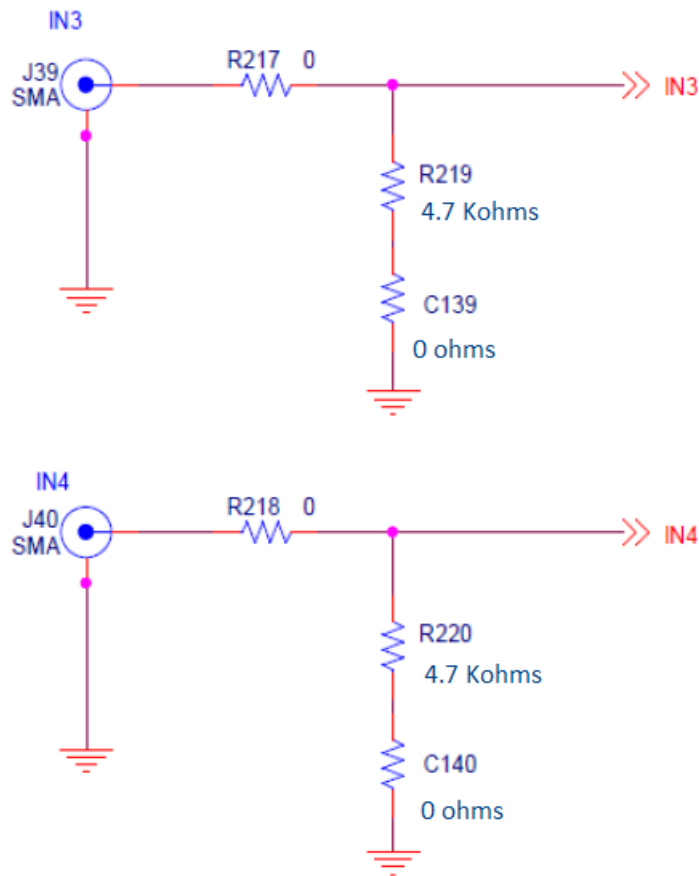 IN3
J39
SMA
R217 0
IN3
R219
4.7 Kohms
C139
0 ohms
IN4
J40
SMA
R218 0
IN4
R220
4.7 Kohms
C140
0 ohms